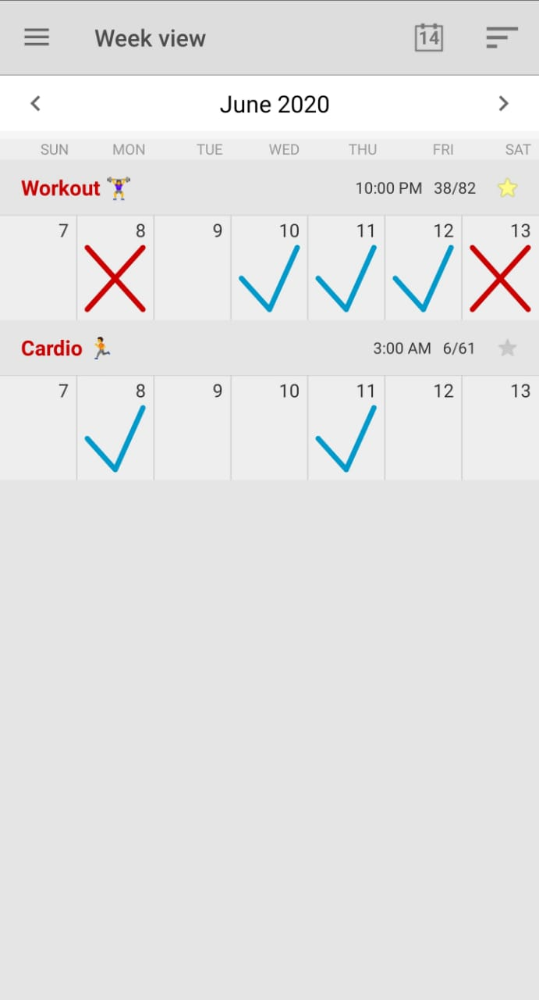 Week view 14
June 2020
SUN MON TUE WED THU FRI SAT
Workout 🏋️‍♀️ 10:00 PM 38/82
7 8 9 10 11 12 13
Cardio 🏃 3:00 AM 6/61
7 8 9 10 11 12 13